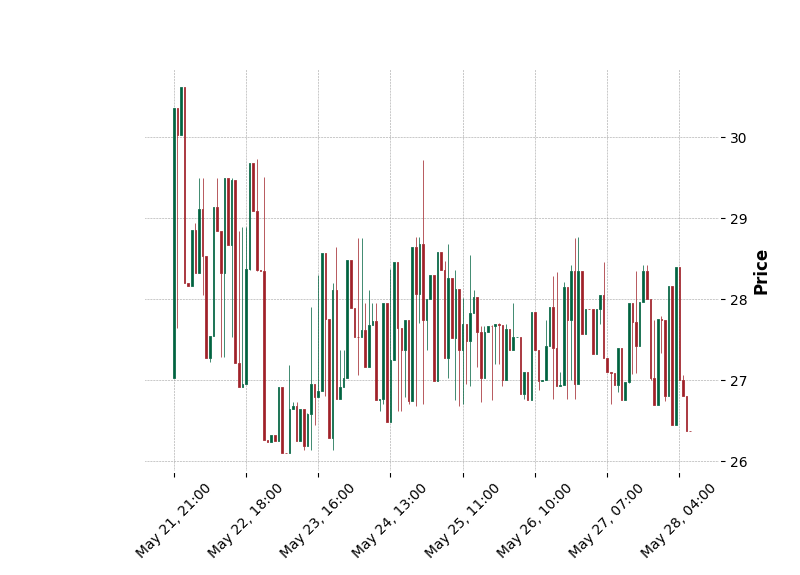 30
29
28
27
26
Price
May 21, 21:00
May 22, 18:00
May 23, 16:00
May 24, 13:00
May 25, 11:00
May 26, 10:00
May 27, 07:00
May 28, 04:00